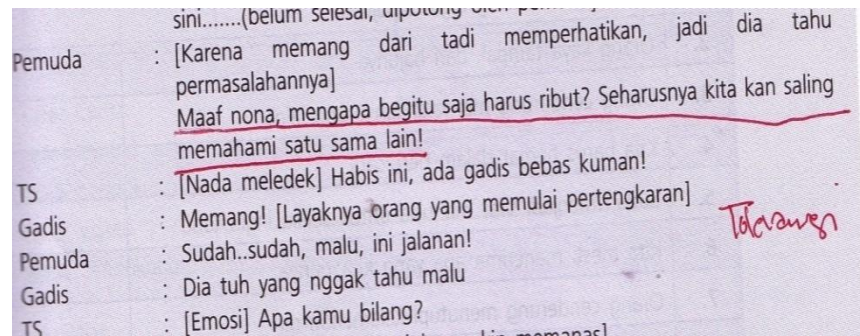 sini.......(belum selesai, dipotong oleh
Pemuda : [Karena memang dari tadi memperhatikan, jadi dia tahu
permasalahannya]
Maaf nona, mengapa begitu saja harus ribut? Seharusnya kita kan saling
memahami satu sama lain!
TS : [Nada meledek] Habis ini, ada gadis bebas kuman!
Gadis : Memang! [Layaknya orang yang memulai pertengkaran]
Toleransi
Pemuda : Sudah..sudah, malu, ini jalanan!
Gadis : Dia tuh yang nggak tahu malu
TS : [Emosi] Apa kamu bilang?
memanas]